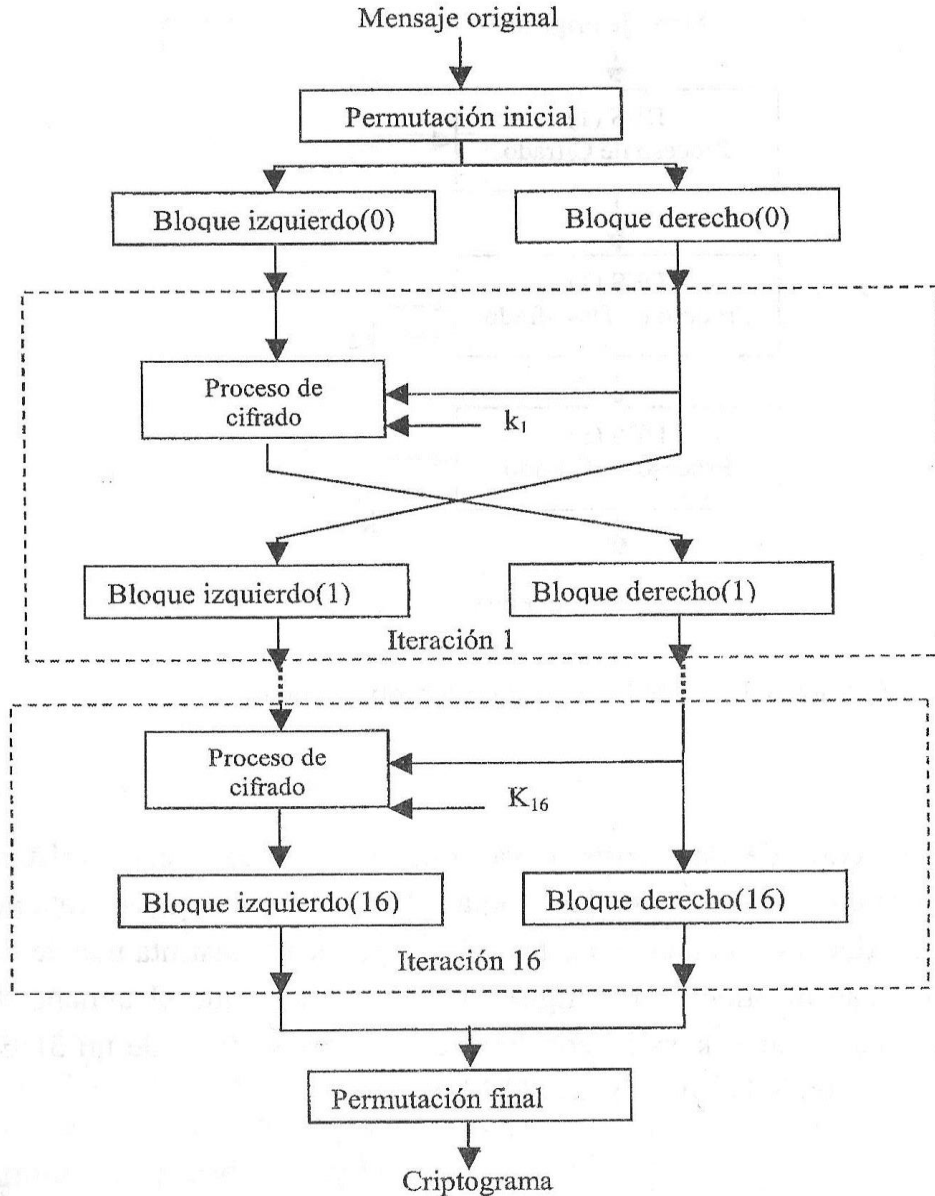 Mensaje original
Permutación inicial
Bloque izquierdo(0)
Bloque derecho(0)
Proceso de
cifrado
k₁
Bloque izquierdo(1)
Bloque derecho(1)
Iteración 1
Proceso de
cifrado
K₁₆
Bloque izquierdo(16)
Bloque derecho(16)
Iteración 16
Permutación final
Criptograma